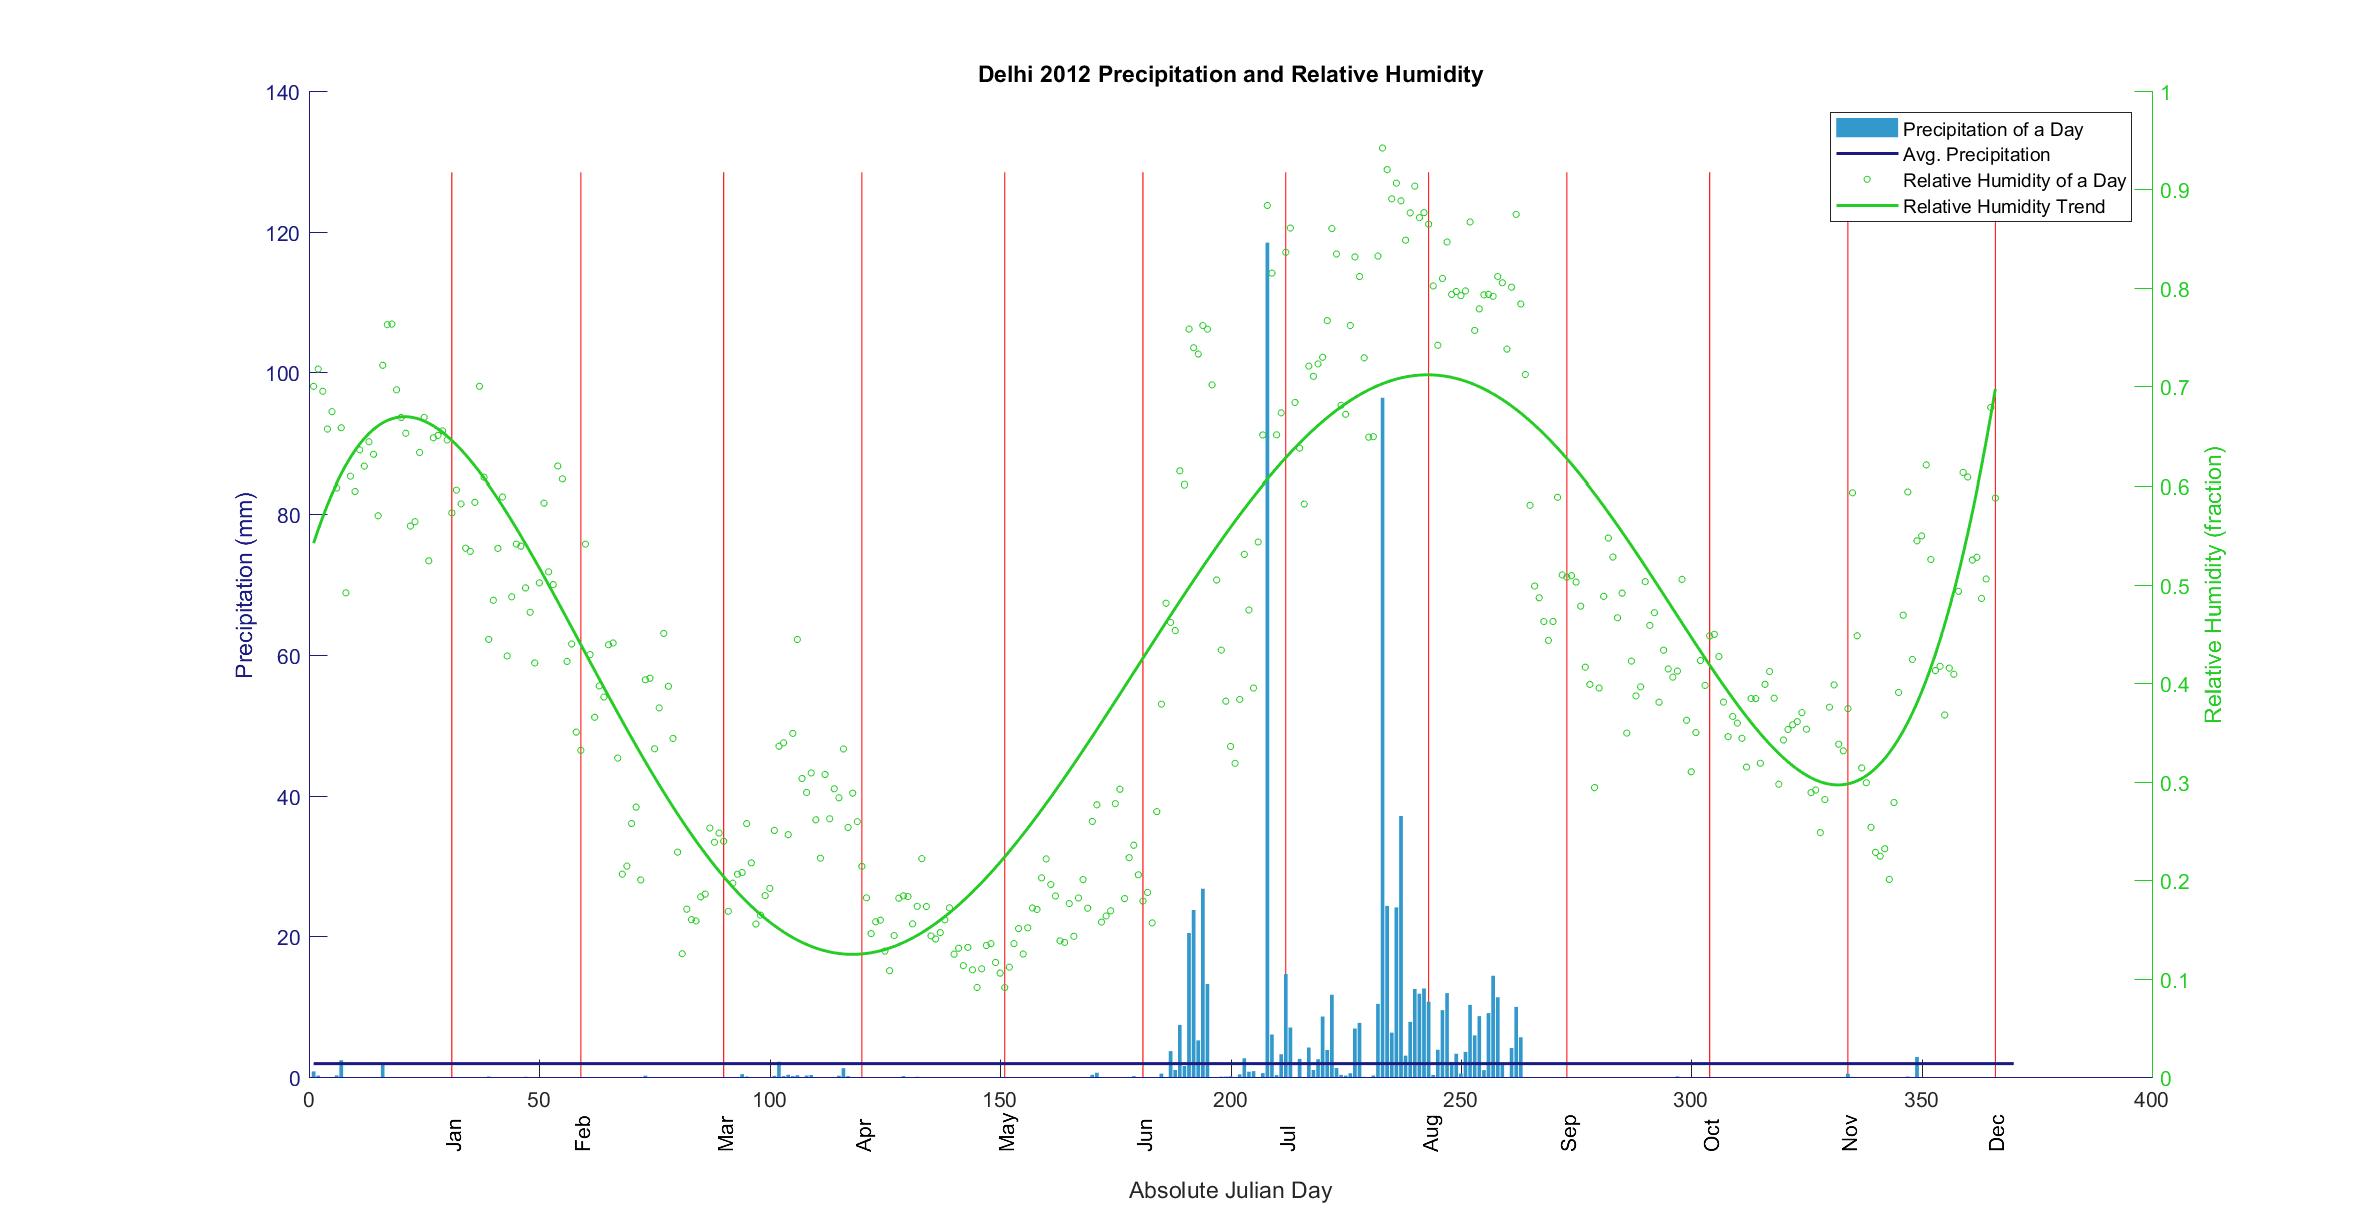 Delhi 2012 Precipitation and Relative Humidity
140
120
100
80
60
40
20
0
Precipitation (mm)
1
0.9
0.8
0.7
0.6
0.5
0.4
0.3
0.2
0.1
0
Relative Humidity (fraction)
Precipitation of a Day
Avg. Precipitation
Relative Humidity of a Day
Relative Humidity Trend
0 50 100 150 200 250 300 350 400
Jan Feb Mar Apr May Jun Jul Aug Sep Oct Nov Dec
Absolute Julian Day